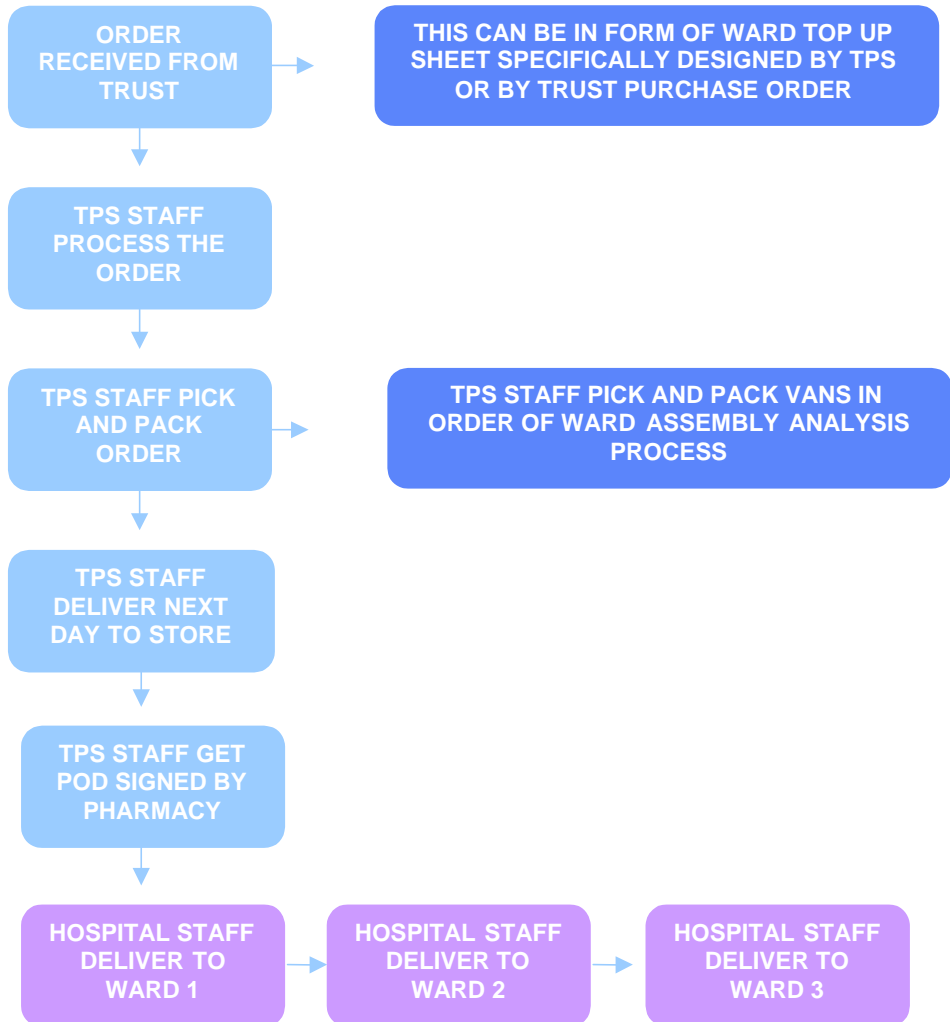 ORDER
RECEIVED FROM
TRUST
THIS CAN BE IN FORM OF WARD TOP UP
SHEET SPECIFICALLY DESIGNED BY TPS
OR BY TRUST PURCHASE ORDER
TPS STAFF
PROCESS THE
ORDER
TPS STAFF PICK
AND PACK
ORDER
TPS STAFF PICK AND PACK VANS IN
ORDER OF WARD ASSEMBLY ANALYSIS
PROCESS
TPS STAFF
DELIVER NEXT
DAY TO STORE
TPS STAFF GET
POD SIGNED BY
PHARMACY
HOSPITAL STAFF
DELIVER TO
WARD 1
HOSPITAL STAFF
DELIVER TO
WARD 2
HOSPITAL STAFF
DELIVER TO
WARD 3